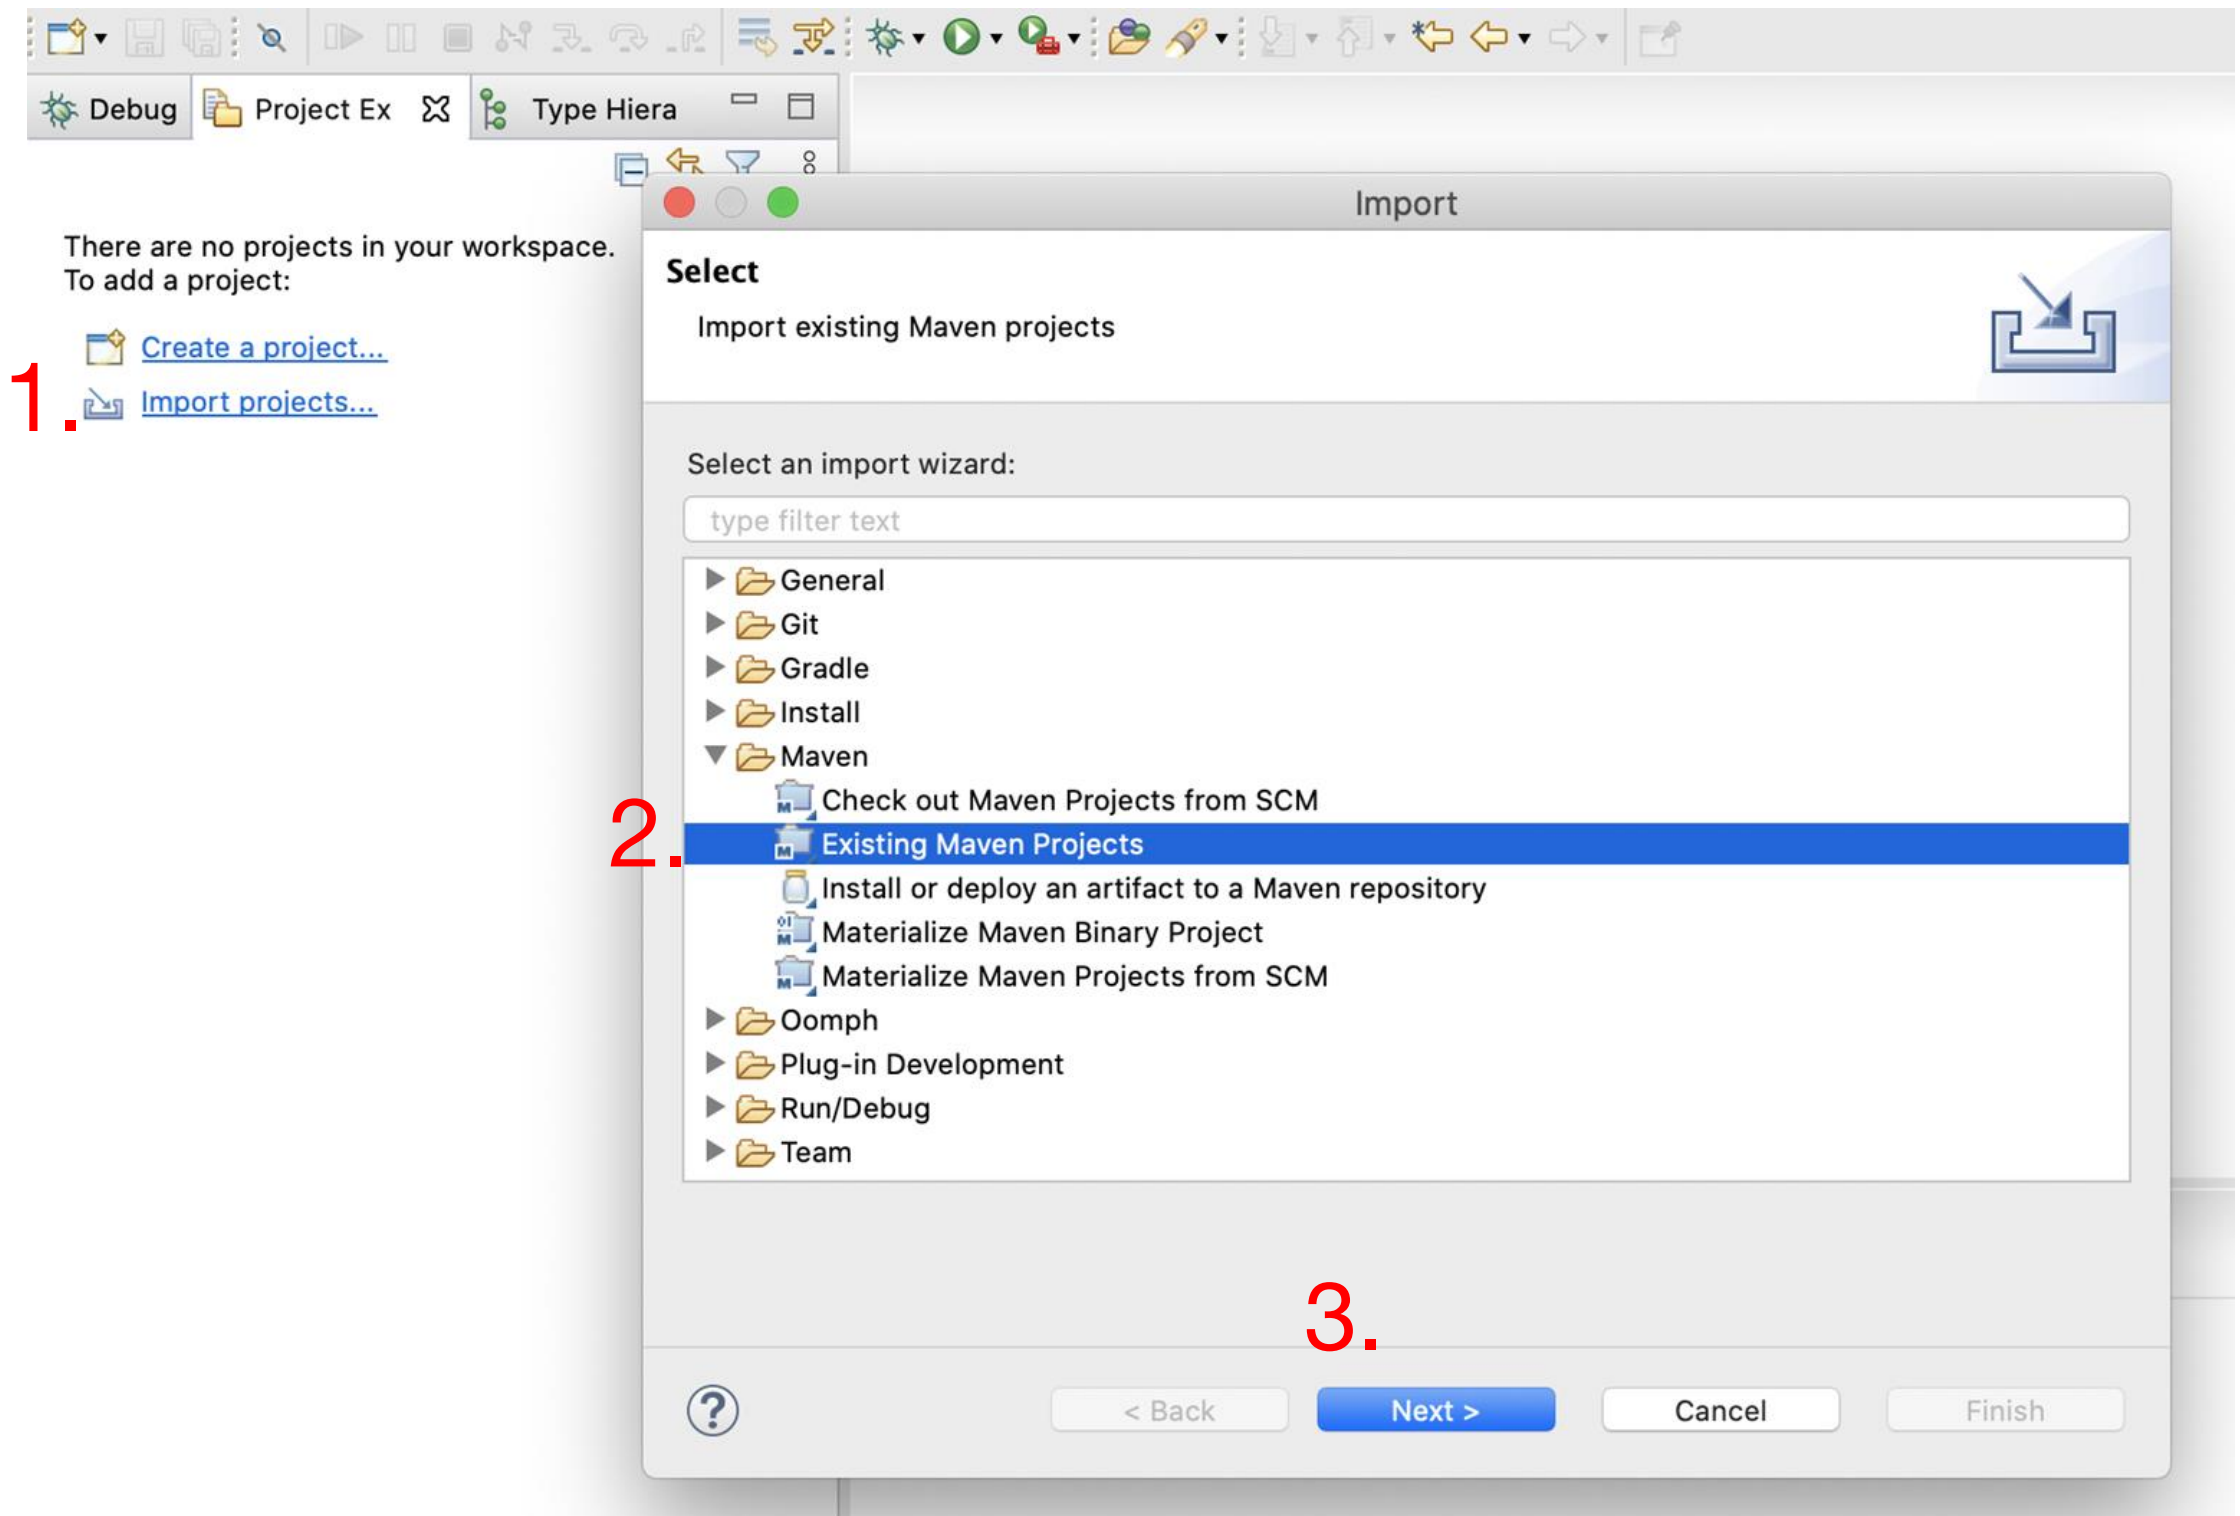 Debug
Project Ex
Type Hiera
There are no projects in your workspace.
To add a project:
Create a project...
1.
Import projects...
Import
Select
Import existing Maven projects
Select an import wizard:
type filter text
General
Git
Gradle
Install
Maven
Check out Maven Projects from SCM
2.
Existing Maven Projects
Install or deploy an artifact to a Maven repository
Materialize Maven Binary Project
Materialize Maven Projects from SCM
Oomph
Plug-in Development
Run/Debug
Team
3.
?
< Back
Next >
Cancel
Finish